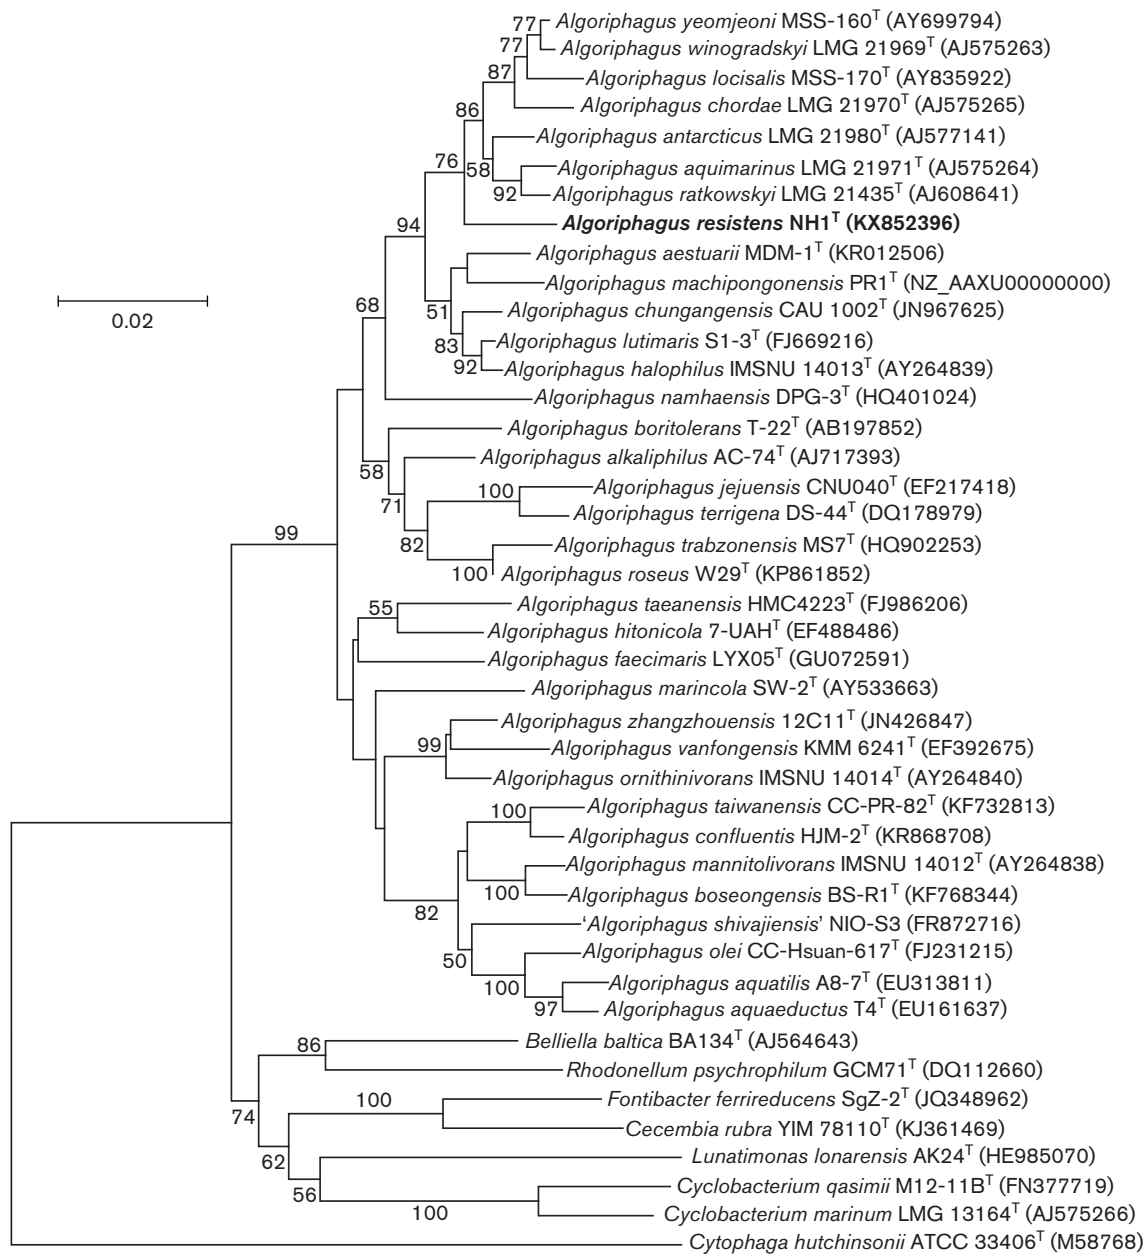 77 Algoriphagus yeomjeoni MSS-160ᵀ (AY699794)
77 Algoriphagus winogradskyi LMG 21969ᵀ (AJ575263)
87 Algoriphagus locisalis MSS-170ᵀ (AY835922)
Algoriphagus chordae LMG 21970ᵀ (AJ575265)
86
Algoriphagus antarcticus LMG 21980ᵀ (AJ577141)
76 58 Algoriphagus aquimarinus LMG 21971ᵀ (AJ575264)
92 Algoriphagus ratkowskyi LMG 21435ᵀ (AJ608641)
94 Algoriphagus resistens NH1ᵀ (KX852396)
Algoriphagus aestuarii MDM-1ᵀ (KR012506)
Algoriphagus machipongonensis PR1ᵀ (NZ_AAXU00000000)
68 51 Algoriphagus chungangensis CAU 1002ᵀ (JN967625)
0.02
83 Algoriphagus lutimaris S1-3ᵀ (FJ669216)
92 Algoriphagus halophilus IMSNU 14013ᵀ (AY264839)
Algoriphagus namhaensis DPG-3ᵀ (HQ401024)
Algoriphagus boritolerans T-22ᵀ (AB197852)
58 Algoriphagus alkaliphilus AC-74ᵀ (AJ717393)
100 Algoriphagus jejuensis CNU040ᵀ (EF217418)
71 Algoriphagus terrigena DS-44ᵀ (DQ178979)
99 82 Algoriphagus trabzonensis MS7ᵀ (HQ902253)
100 Algoriphagus roseus W29ᵀ (KP861852)
55 Algoriphagus taeanensis HMC4223ᵀ (FJ986206)
Algoriphagus hitonicola 7-UAHᵀ (EF488486)
Algoriphagus faecimaris LYX05ᵀ (GU072591)
Algoriphagus marincola SW-2ᵀ (AY533663)
Algoriphagus zhangzhouensis 12C11ᵀ (JN426847)
99 Algoriphagus vanfongensis KMM 6241ᵀ (EF392675)
Algoriphagus ornithinivorans IMSNU 14014ᵀ (AY264840)
100 Algoriphagus taiwanensis CC-PR-82ᵀ (KF732813)
Algoriphagus confluentis HJM-2ᵀ (KR868708)
Algoriphagus mannitolivorans IMSNU 14012ᵀ (AY264838)
100 Algoriphagus boseongensis BS-R1ᵀ (KF768344)
82
'Algoriphagus shivajiensis' NIO-S3 (FR872716)
50 Algoriphagus olei CC-Hsuan-617ᵀ (FJ231215)
100 Algoriphagus aquatilis A8-7ᵀ (EU313811)
97 Algoriphagus aquaeductus T4ᵀ (EU161637)
86 Belliella baltica BA134ᵀ (AJ564643)
Rhodonellum psychrophilum GCM71ᵀ (DQ112660)
100 Fontibacter ferrireducens SgZ-2ᵀ (JQ348962)
74 Cecembia rubra YIM 78110ᵀ (KJ361469)
62 Lunatimonas lonarensis AK24ᵀ (HE985070)
56 Cyclobacterium qasimii M12-11Bᵀ (FN377719)
100 Cyclobacterium marinum LMG 13164ᵀ (AJ575266)
Cytophaga hutchinsonii ATCC 33406ᵀ (M58768)